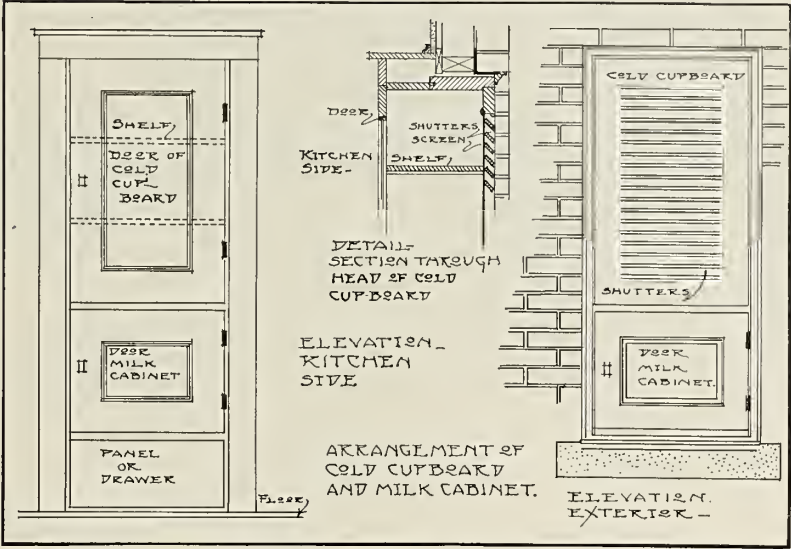 SHELF
DOOR OF
COLD
CUP-
BOARD
DOOR
MILK
CABINET
PANEL
OR
DRAWER
FLOOR
DOOR
KITCHEN
SIDE-
SHUTTERS
SCREEN
SHELF
DETAIL-
SECTION THROUGH
HEAD OF COLD
CUP-BOARD
ELEVATION-
KITCHEN
SIDE
ARRANGEMENT OF
COLD CUPBOARD
AND MILK CABINET.
COLD CUPBOARD
SHUTTERS
DOOR
MILK
CABINET.
ELEVATION.
EXTERIOR-